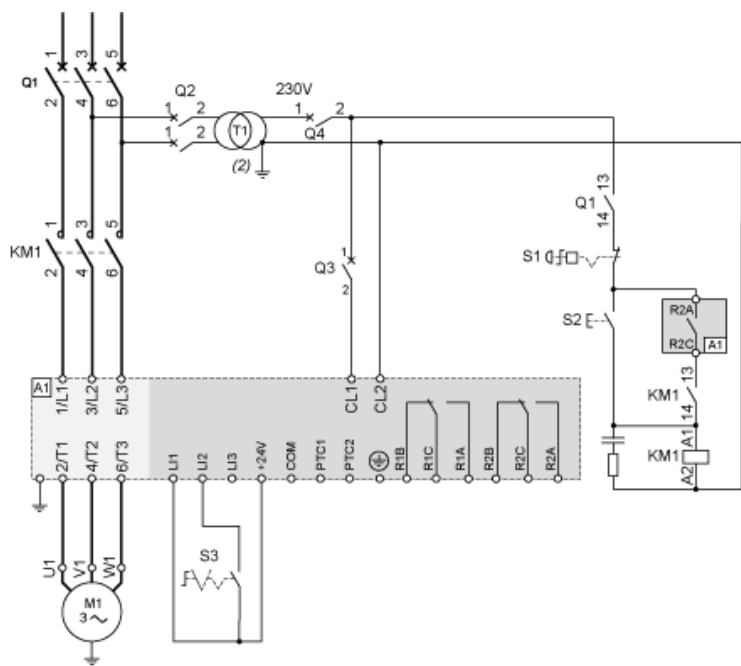 1 3 5
Q1
2 4 6
Q2
1 2
1 2
T1
(2)
230V
1 2
Q4
1 3 5
KM1
2 4 6
Q3
1
2
13
Q1
14
S1
S2
R2A
R2C
A1
13
KM1
14
A1
KM1
A2
A1
1/L1
3/L2
5/L3
CL1
CL2
2/T1
4/T2
6/T3
LI1
LI2
LI3
+24V
COM
PTC1
PTC2
R1B
R1C
R1A
R2B
R2C
R2A
S3
U1
V1
W1
M1
3